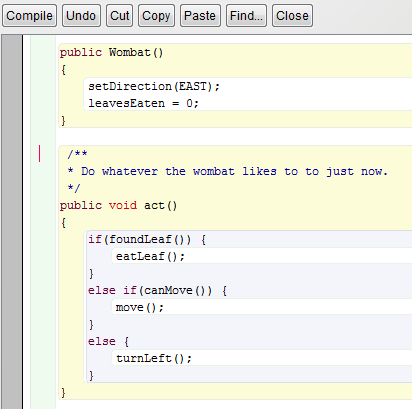 Compile Undo Cut Copy Paste Find... Close
public Wombat()
{
setDirection(EAST);
leavesEaten = 0;
}
/**
* Do whatever the wombat likes to to just now.
*/
public void act()
{
if(foundLeaf()) {
eatLeaf();
}
else if(canMove()) {
move();
}
else {
turnLeft();
}
}